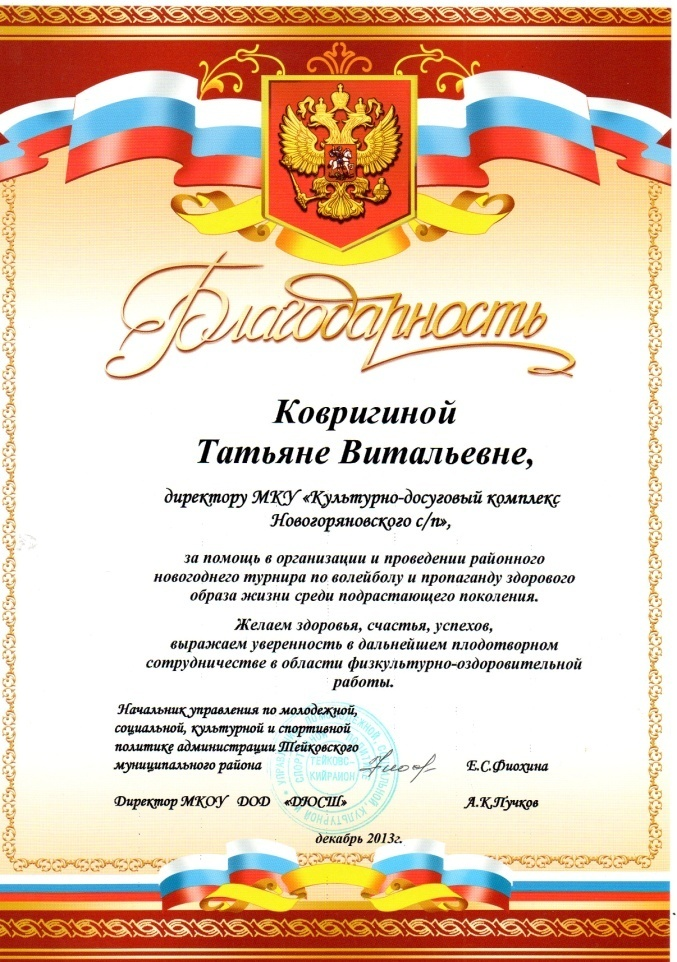 Благодарность
Ковригиной
Татьяне Витальевне,
директору МКУ «Культурно-досуговый комплекс
Новогоряновского с/п»,
за помощь в организации и проведении районного
новогоднего турнира по волейболу и пропаганду здорового
образа жизни среди подрастающего поколения.
Желаем здоровья, счастья, успехов,
выражаем уверенность в дальнейшем плодотворном
сотрудничестве в области физкультурно-оздоровительной
работы.
Начальник управления по молодежной,
социальной, культурной и спортивной
политике администрации Тейковского
муниципального района Е.С.Фиохина
ТЕЙКОВС-
КИЙ РАЙОН
Директор МКОУ ДОД «ДЮСШ» А.К.Пучков
декабрь 2013г.